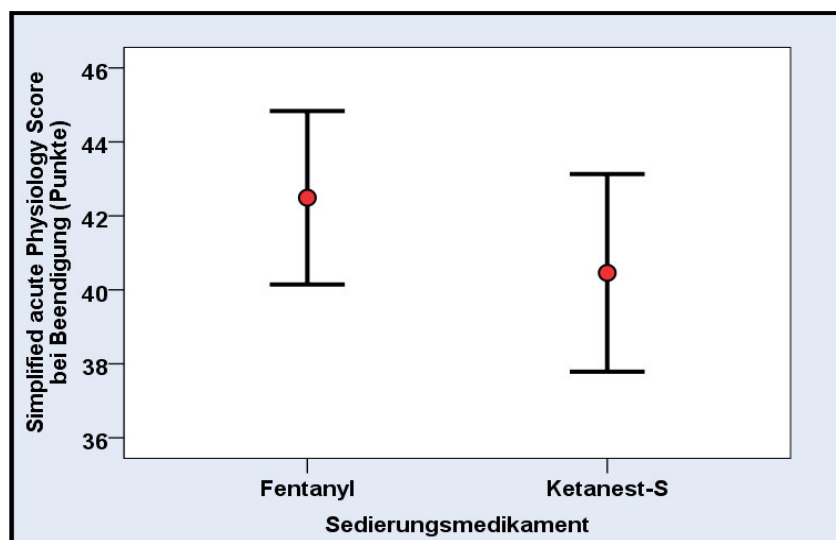 Simplified acute Physiology Score
bei Beendigung (Punkte)
46
44
42
40
38
36
Fentanyl
Ketanest-S
Sedierungsmedikament